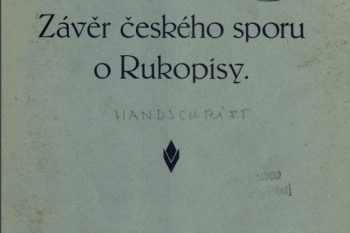 Závěr českého sporu
o Rukopisy.
HANDSCHRIFT